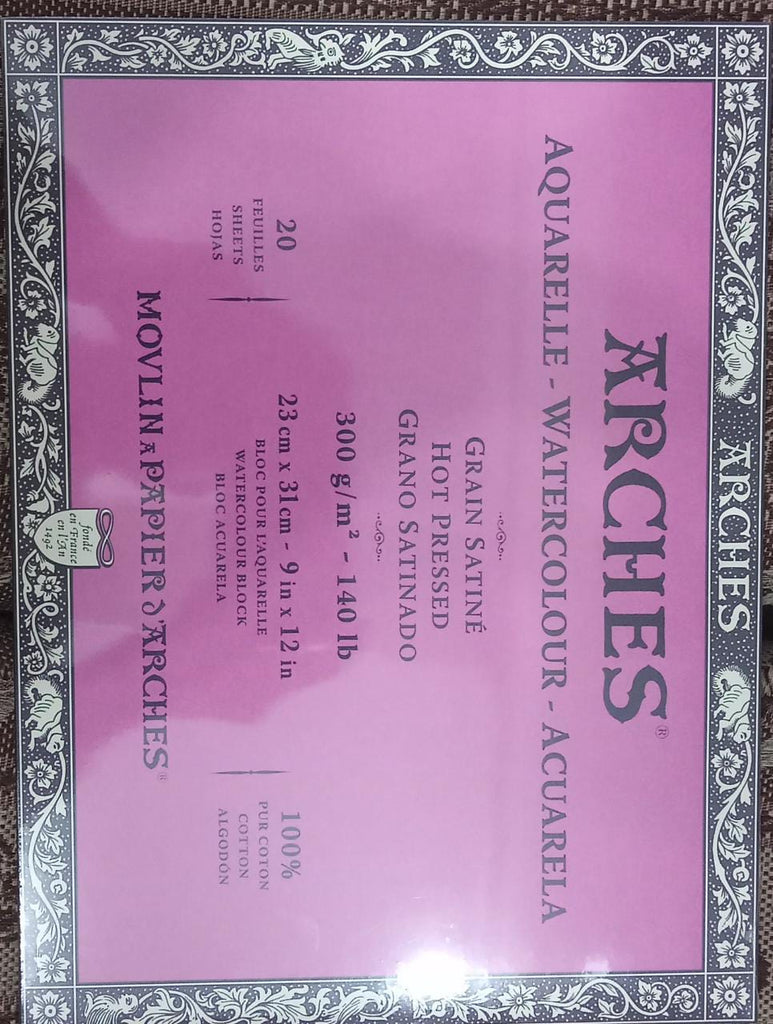 ARCHES
ARCHES®
AQUARELLE - WATERCOLOUR - ACUARELA
GRAIN SATINÉ
HOT PRESSED
GRANO SATINADO
300 g/m² - 140 lb
20
FEUILLES
SHEETS
HOJAS
23 cm x 31 cm - 9 in x 12 in
BLOC POUR L'AQUARELLE
WATERCOLOUR BLOCK
BLOC ACUARELA
100%
PUR COTON
COTTON
ALGODÓN
MOVLIN A PAPIER D'ARCHES®
fondé
en France
en l'An
1492